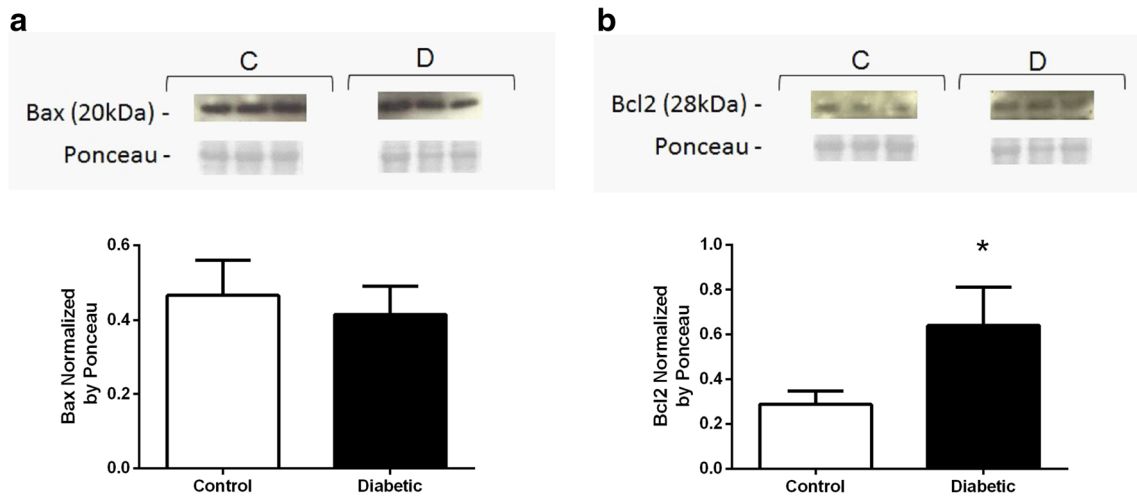 a
C D
Bax (20kDa) -
Ponceau -
0.6
0.4
0.2
0.0
Bax Normalized
by Ponceau
Control Diabetic
b
C D
Bcl2 (28kDa) -
Ponceau -
1.0
0.8
0.6
0.4
0.2
0.0
Bcl2 Normalized
by Ponceau
*
Control Diabetic